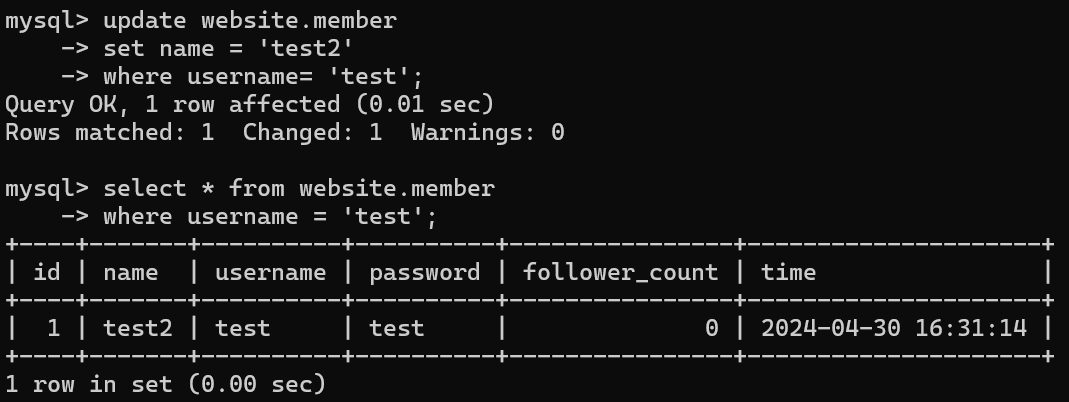 mysql> update website.member
    -> set name = 'test2'
    -> where username= 'test';
Query OK, 1 row affected (0.01 sec)
Rows matched: 1  Changed: 1  Warnings: 0

mysql> select * from website.member
    -> where username = 'test';
+----+-------+----------+----------+----------------+---------------------+
| id | name  | username | password | follower_count | time                |
+----+-------+----------+----------+----------------+---------------------+
|  1 | test2 | test     | test     |              0 | 2024-04-30 16:31:14 |
+----+-------+----------+----------+----------------+---------------------+
1 row in set (0.00 sec)